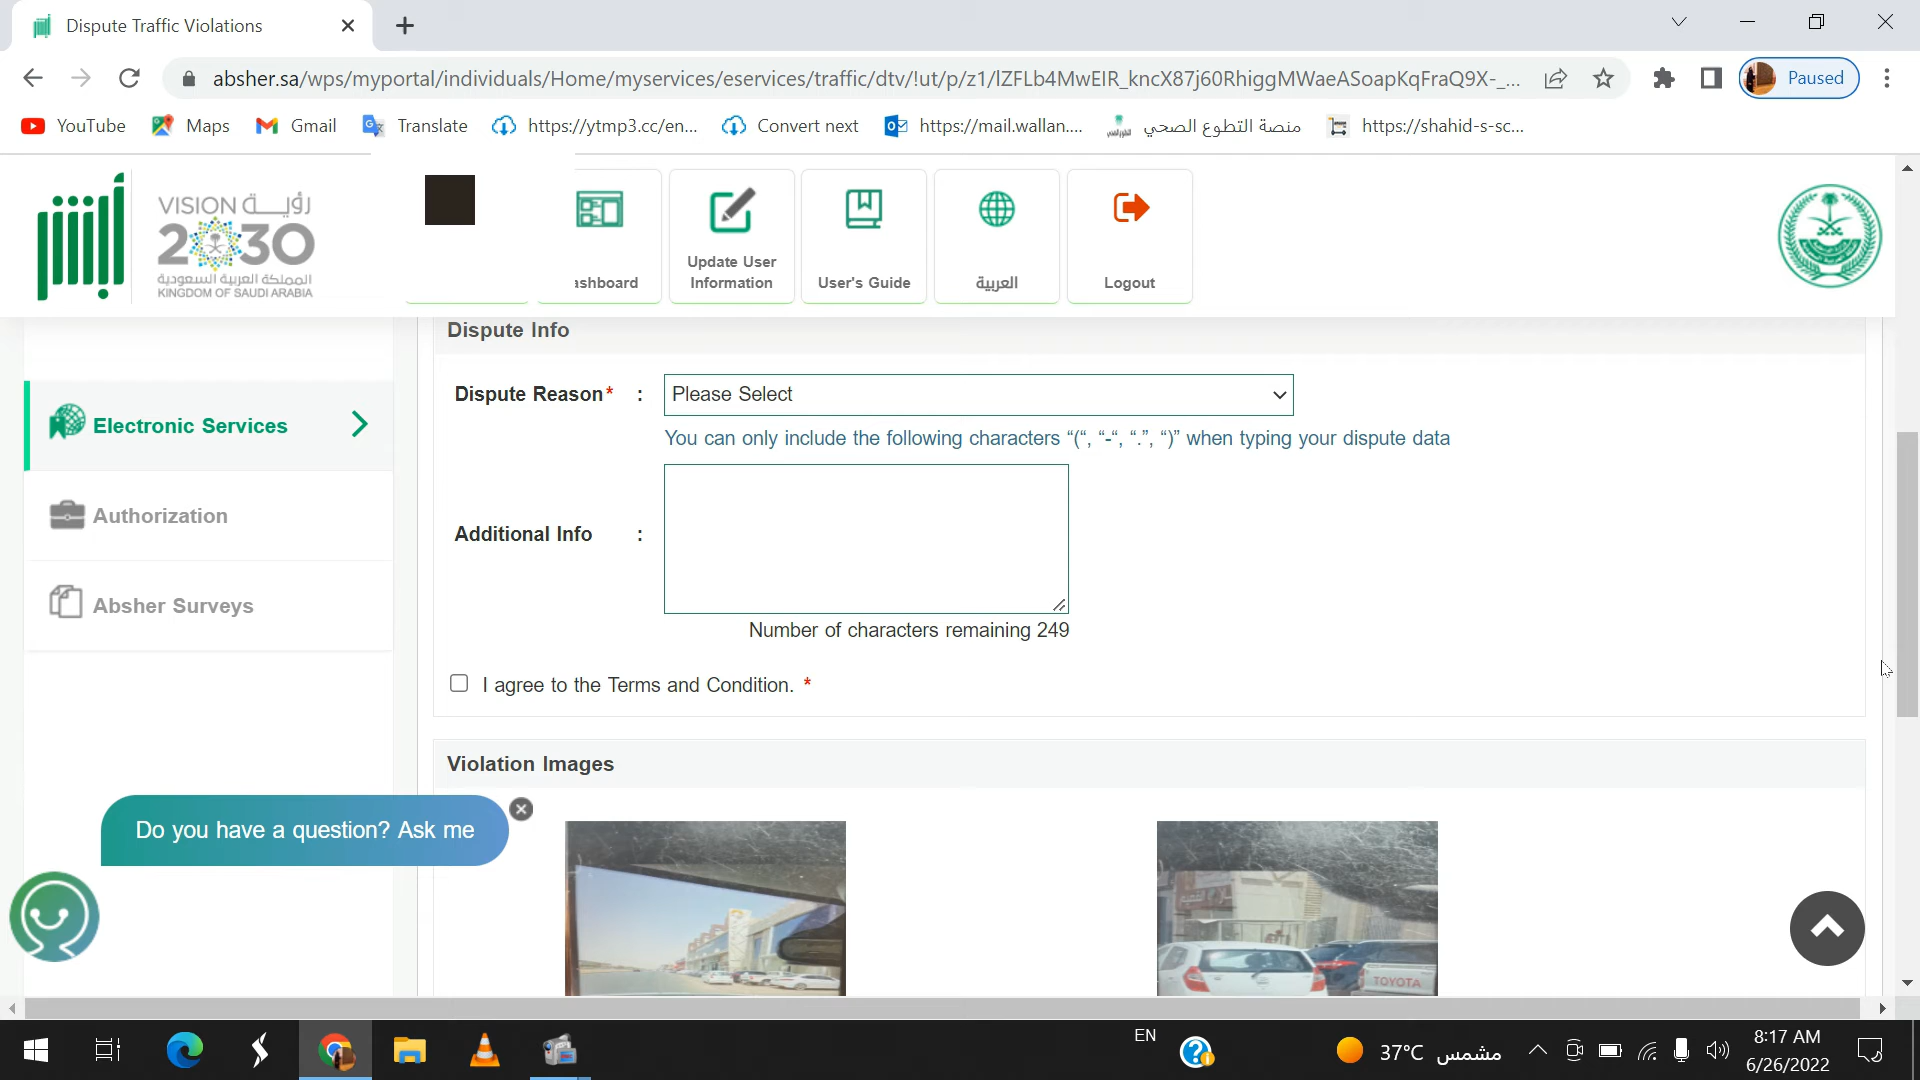 Dispute Traffic Violations
absher.sa/wps/myportal/individuals/Home/myservices/eservices/traffic/dtv/!ut/p/z1/lZFLb4MwEIR_kncX87j60RhiggMWaeASoapKqFraQ9X-_...
Paused
YouTube Maps Gmail Translate https://ytmp3.cc/en... Convert next https://mail.wallan.... منصة التطوع الصحي https://shahid-s-sc...
أبشر
VISION رؤيـــة
2030
المملكة العربية السعودية
KINGDOM OF SAUDI ARABIA
ashboard
Update User
Information
User's Guide
العربية
Logout
Dispute Info
Electronic Services
Authorization
Absher Surveys
Dispute Reason* :
Please Select
You can only include the following characters “(“, “-“, “.”, “)” when typing your dispute data
Additional Info :
Number of characters remaining 249
I agree to the Terms and Condition. *
Violation Images
Do you have a question? Ask me
TOYOTA
EN
37°C مشمس
8:17 AM
6/26/2022